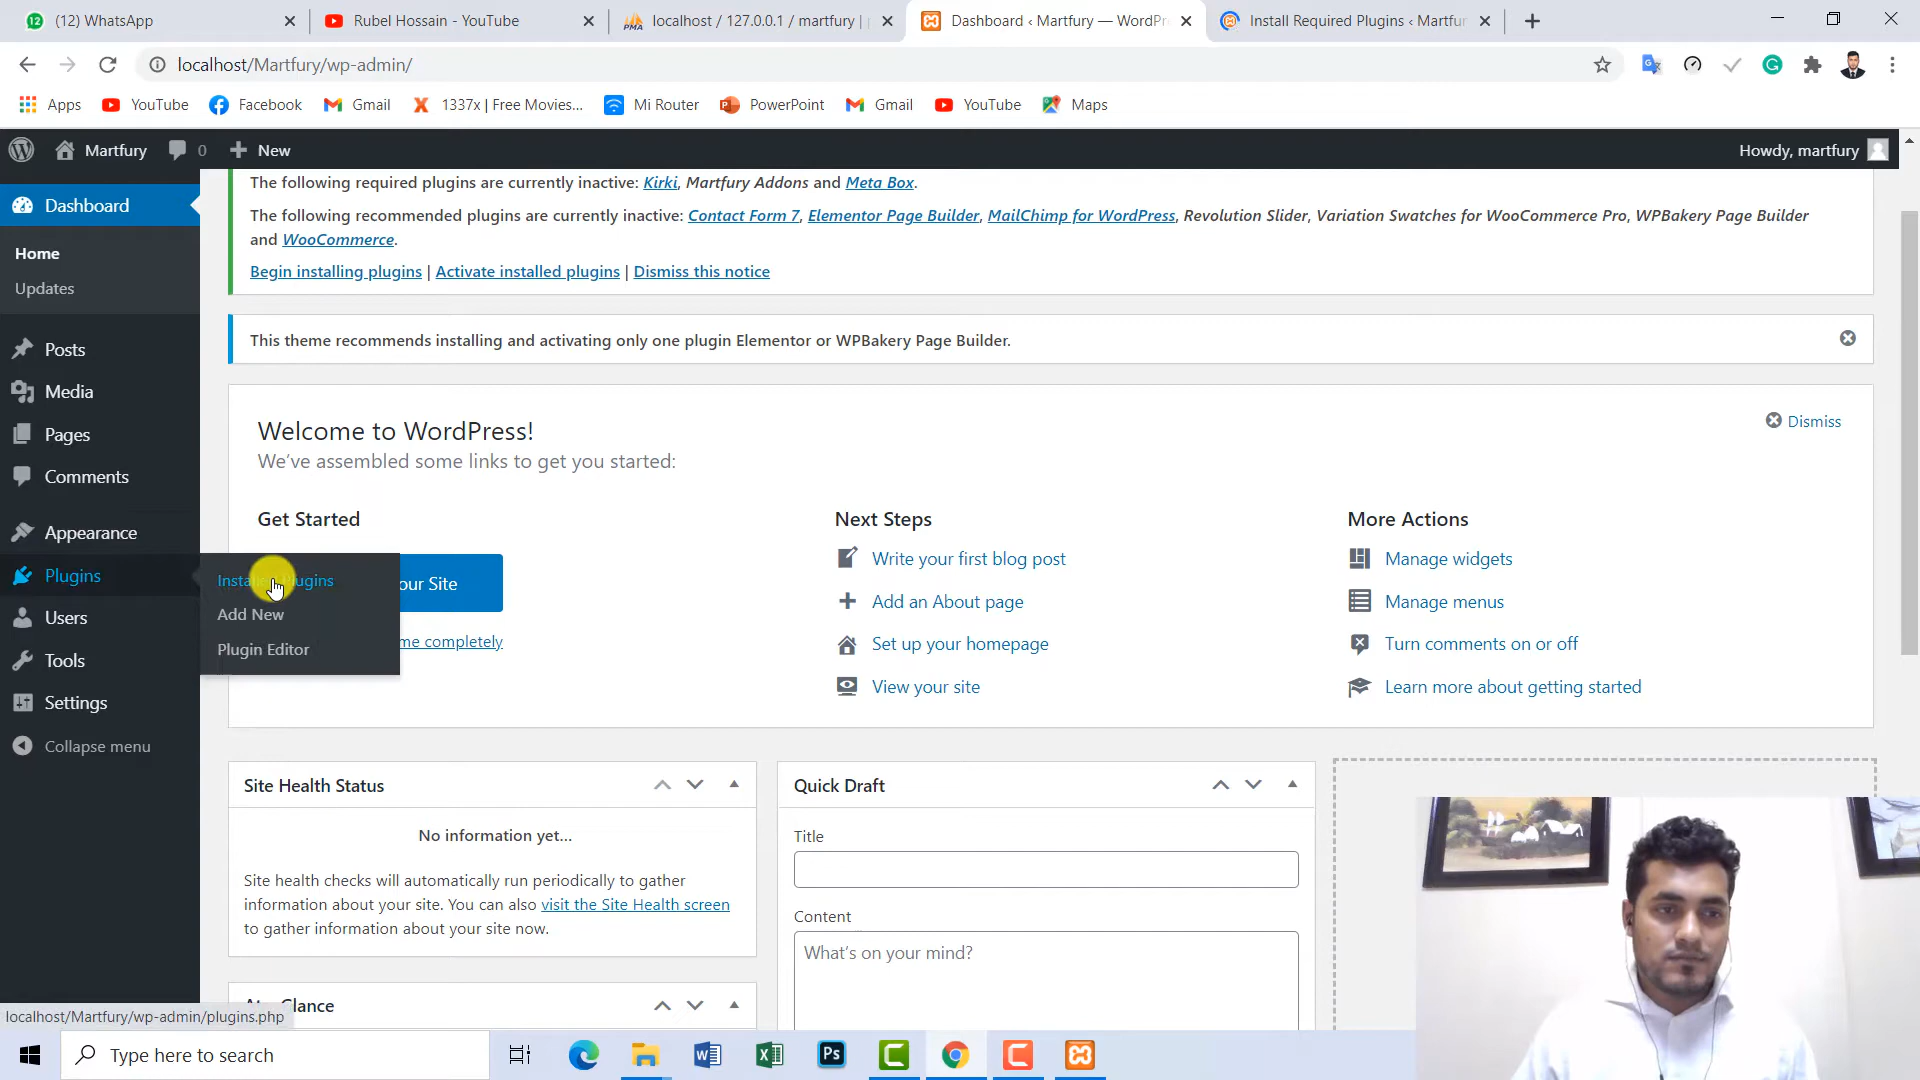 (12) WhatsApp
Rubel Hossain - YouTube
localhost / 127.0.0.1 / martfury |
Dashboard ‹ Martfury — WordPr
Install Required Plugins ‹ Martfur
localhost/Martfury/wp-admin/
Apps
YouTube
Facebook
Gmail
1337x | Free Movies...
Mi Router
PowerPoint
Gmail
YouTube
Maps
Martfury
0
New
Howdy, martfury
The following required plugins are currently inactive: Kirki, Martfury Addons and Meta Box.
The following recommended plugins are currently inactive: Contact Form 7, Elementor Page Builder, MailChimp for WordPress, Revolution Slider, Variation Swatches for WooCommerce Pro, WPBakery Page Builder
and WooCommerce.
Begin installing plugins | Activate installed plugins | Dismiss this notice
This theme recommends installing and activating only one plugin Elementor or WPBakery Page Builder.
Dashboard
Home
Updates
Posts
Media
Pages
Comments
Appearance
Plugins
Users
Tools
Settings
Collapse menu
Plugins
Add New
Plugin Editor
Welcome to WordPress!
Dismiss
We've assembled some links to get you started:
Get Started
our Site
me completely
Next Steps
Write your first blog post
Add an About page
Set up your homepage
View your site
More Actions
Manage widgets
Manage menus
Turn comments on or off
Learn more about getting started
Site Health Status
No information yet...
Site health checks will automatically run periodically to gather
information about your site. You can also visit the Site Health screen
to gather information about your site now.
Glance
Quick Draft
Title
Content
What's on your mind?
localhost/Martfury/wp-admin/plugins.php
Type here to search